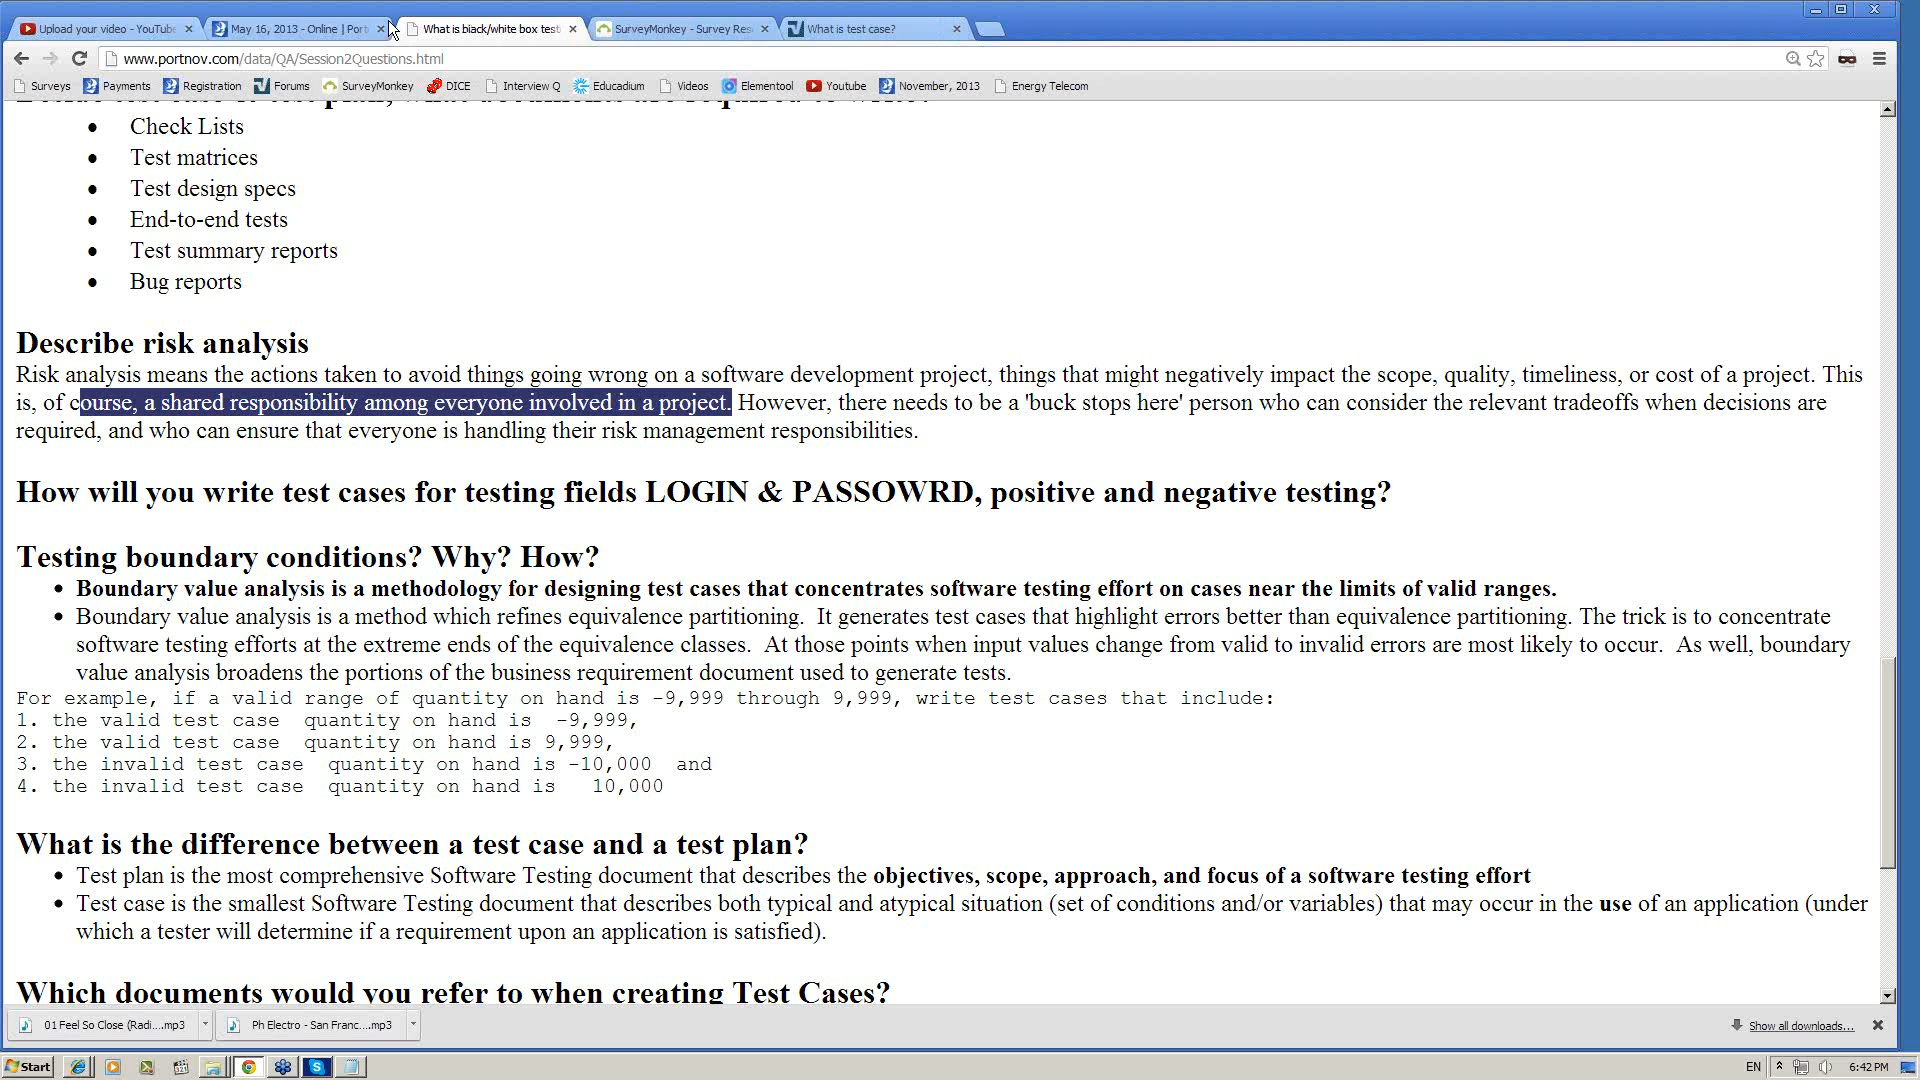 Upload your video - YouTube
May 16, 2013 - Online | Port
What is black/white box test
SurveyMonkey - Survey Res
What is test case?
www.portnov.com/data/QA/Session2Questions.html
Surveys Payments Registration Forums SurveyMonkey DICE Interview Q Educadium Videos Elementool Youtube November, 2013 Energy Telecom
Check Lists
Test matrices
Test design specs
End-to-end tests
Test summary reports
Bug reports
Describe risk analysis
Risk analysis means the actions taken to avoid things going wrong on a software development project, things that might negatively impact the scope, quality, timeliness, or cost of a project. This
is, of course, a shared responsibility among everyone involved in a project. However, there needs to be a 'buck stops here' person who can consider the relevant tradeoffs when decisions are
required, and who can ensure that everyone is handling their risk management responsibilities.
How will you write test cases for testing fields LOGIN & PASSOWRD, positive and negative testing?
Testing boundary conditions? Why? How?
Boundary value analysis is a methodology for designing test cases that concentrates software testing effort on cases near the limits of valid ranges.
Boundary value analysis is a method which refines equivalence partitioning. It generates test cases that highlight errors better than equivalence partitioning. The trick is to concentrate
software testing efforts at the extreme ends of the equivalence classes. At those points when input values change from valid to invalid errors are most likely to occur. As well, boundary
value analysis broadens the portions of the business requirement document used to generate tests.
For example, if a valid range of quantity on hand is -9,999 through 9,999, write test cases that include:
1. the valid test case quantity on hand is -9,999,
2. the valid test case quantity on hand is 9,999,
3. the invalid test case quantity on hand is -10,000 and
4. the invalid test case quantity on hand is 10,000
What is the difference between a test case and a test plan?
Test plan is the most comprehensive Software Testing document that describes the objectives, scope, approach, and focus of a software testing effort
Test case is the smallest Software Testing document that describes both typical and atypical situation (set of conditions and/or variables) that may occur in the use of an application (under
which a tester will determine if a requirement upon an application is satisfied).
Which documents would you refer to when creating Test Cases?
01 Feel So Close (Radi....mp3
Ph Electro - San Franc....mp3
Show all downloads...
Start
EN
6:42 PM